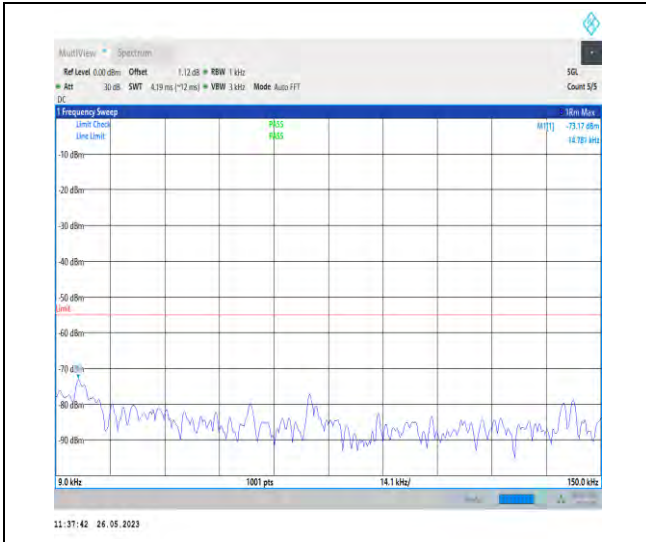 MultiView Spectrum
Ref Level 0.00 dBm Offset 1.12 dB RBW 1 kHz SGL
Att 30 dB SWT 4.19 ms (~12 ms) VBW 3 kHz Mode Auto FFT Count 5/5
DC
1 Frequency Sweep 1Rm Max
Limit Check PASS M1[1] -73.17 dBm
Line Limit PASS 14.781 kHz
-10 dBm
-20 dBm
-30 dBm
-40 dBm
-50 dBm
Limit
-60 dBm
-70 dBm
-80 dBm
-90 dBm
9.0 kHz 1001 pts 14.1 kHz/ 150.0 kHz
11:37:42 26.05.2023